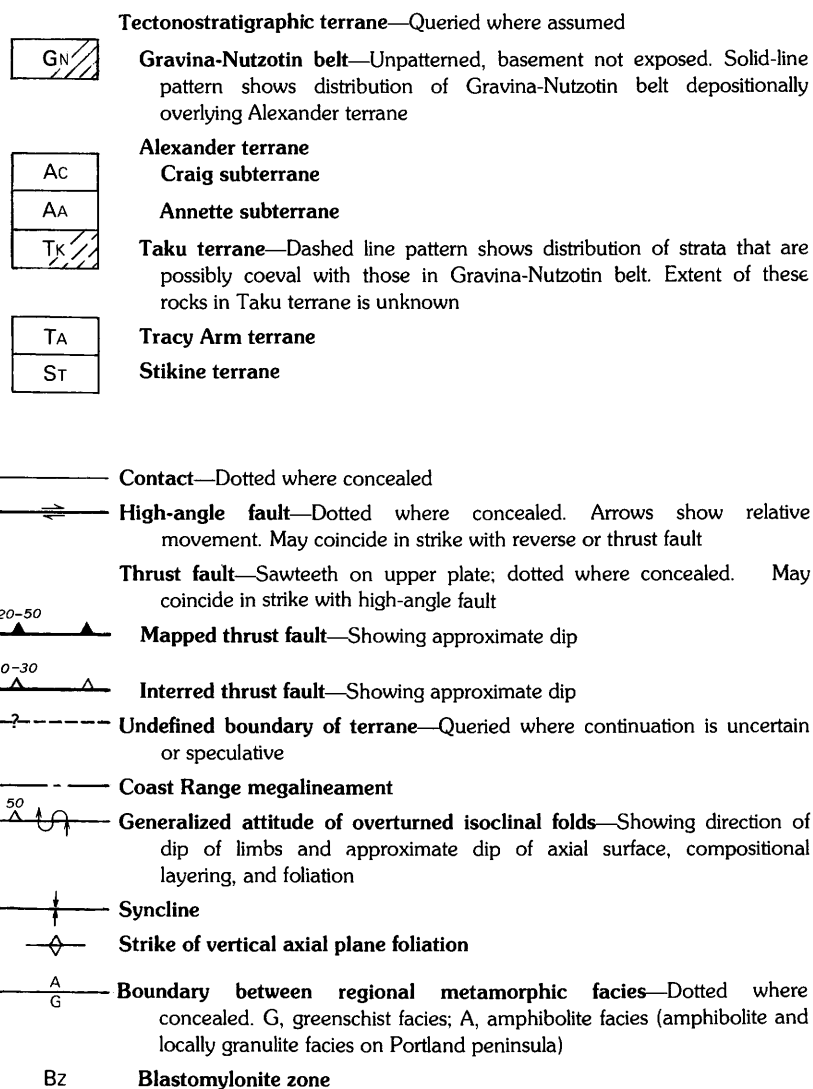 Tectonostratigraphic terrane—Queried where assumed
GN Gravina-Nutzotin belt—Unpatterned, basement not exposed. Solid-line
pattern shows distribution of Gravina-Nutzotin belt depositionally
overlying Alexander terrane
Alexander terrane
AC Craig subterrane
AA Annette subterrane
TK Taku terrane—Dashed line pattern shows distribution of strata that are
possibly coeval with those in Gravina-Nutzotin belt. Extent of these
rocks in Taku terrane is unknown
TA Tracy Arm terrane
ST Stikine terrane
Contact—Dotted where concealed
High-angle fault—Dotted where concealed. Arrows show relative
movement. May coincide in strike with reverse or thrust fault
Thrust fault—Sawteeth on upper plate; dotted where concealed. May
coincide in strike with high-angle fault
20-50
Mapped thrust fault—Showing approximate dip
0-30
Interred thrust fault—Showing approximate dip
? Undefined boundary of terrane—Queried where continuation is uncertain
or speculative
Coast Range megalineament
50
Generalized attitude of overturned isoclinal folds—Showing direction of
dip of limbs and approximate dip of axial surface, compositional
layering, and foliation
Syncline
Strike of vertical axial plane foliation
A
G
Boundary between regional metamorphic facies—Dotted where
concealed. G, greenschist facies; A, amphibolite facies (amphibolite and
locally granulite facies on Portland peninsula)
BZ Blastomylonite zone